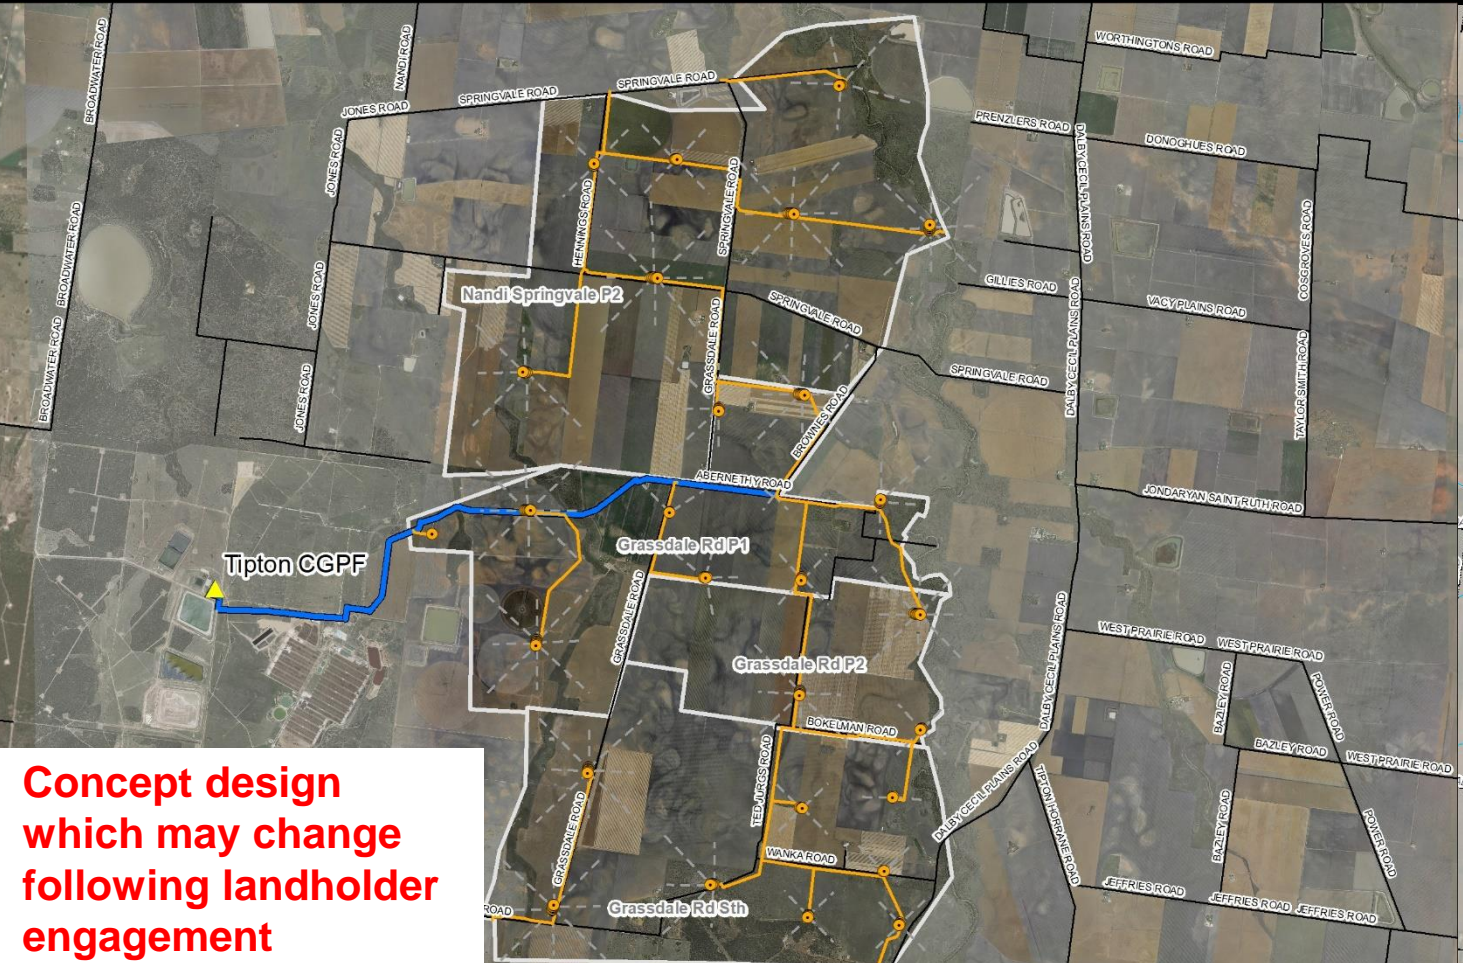 BROADWATER ROAD
NANDI ROAD
WORTHINGTONS ROAD
SPRINGVALE ROAD
SPRINGVALE ROAD
JONES ROAD
PRENZLERS ROAD
DONOGHUES ROAD
JONES ROAD
DALBY CECIL PLAINS ROAD
SPRINGVALE ROAD
HENNINGS ROAD
BROADWATER ROAD
COSGROVES ROAD
JONES ROAD
GILLIES ROAD
Nandi Springvale P2
SPRINGVALE ROAD
VACY PLAINS ROAD
GRASSDALE ROAD
DALBY CECIL PLAINS ROAD
BROADWATER ROAD
TAYLOR SMITH ROAD
SPRINGVALE ROAD
JONES ROAD
BROWNES ROAD
ABERNETHY ROAD
JONDARYAN SAINT RUTH ROAD
Grassdale Rd P1
Tipton CGPF
GRASSDALE ROAD
DALBY CECIL PLAINS ROAD
WEST PRAIRIE ROAD
WEST PRAIRIE ROAD
Grassdale Rd P2
BAZLEY ROAD
POWER ROAD
BOKELMAN ROAD
BAZLEY ROAD
WEST PRAIRIE ROAD
TED JURGS ROAD
DALBY CECIL PLAINS ROAD
TIPTON HORRANE ROAD
Concept design
which may change
following landholder
engagement
GRASSDALE ROAD
BAZLEY ROAD
POWER ROAD
WANKA ROAD
JEFFRIES ROAD
JEFFRIES ROAD
JEFFRIES ROAD
ROAD
Grassdale Rd Sth